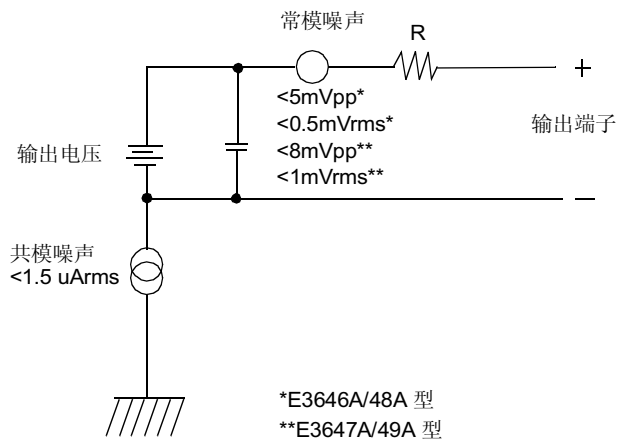 常模噪声
R
+
<5mVpp*
<0.5mVrms*
<8mVpp**
<1mVrms**
输出端子
输出电压
−
共模噪声
<1.5 uArms
*E3646A/48A 型
**E3647A/49A 型